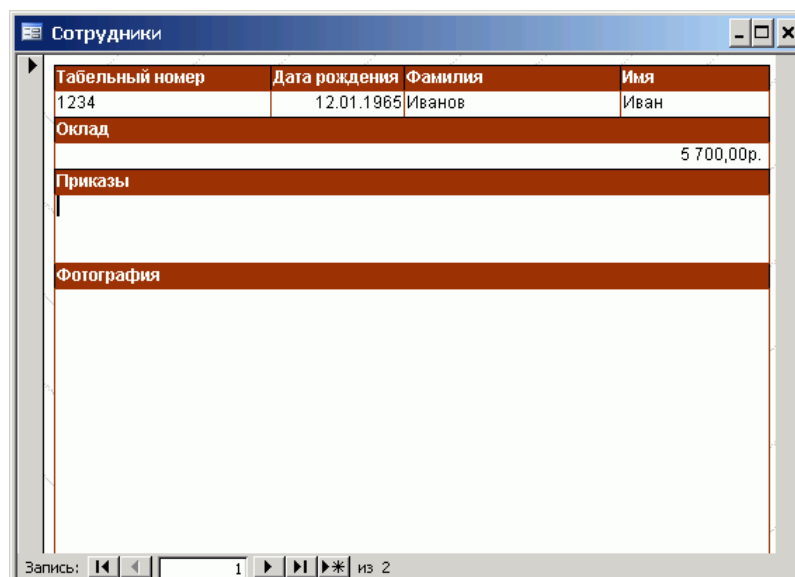 Сотрудники
Табельный номер Дата рождения Фамилия Имя
1234 12.01.1965 Иванов Иван
Оклад
5 700,00р.
Приказы
Фотография
Запись: 1 из 2